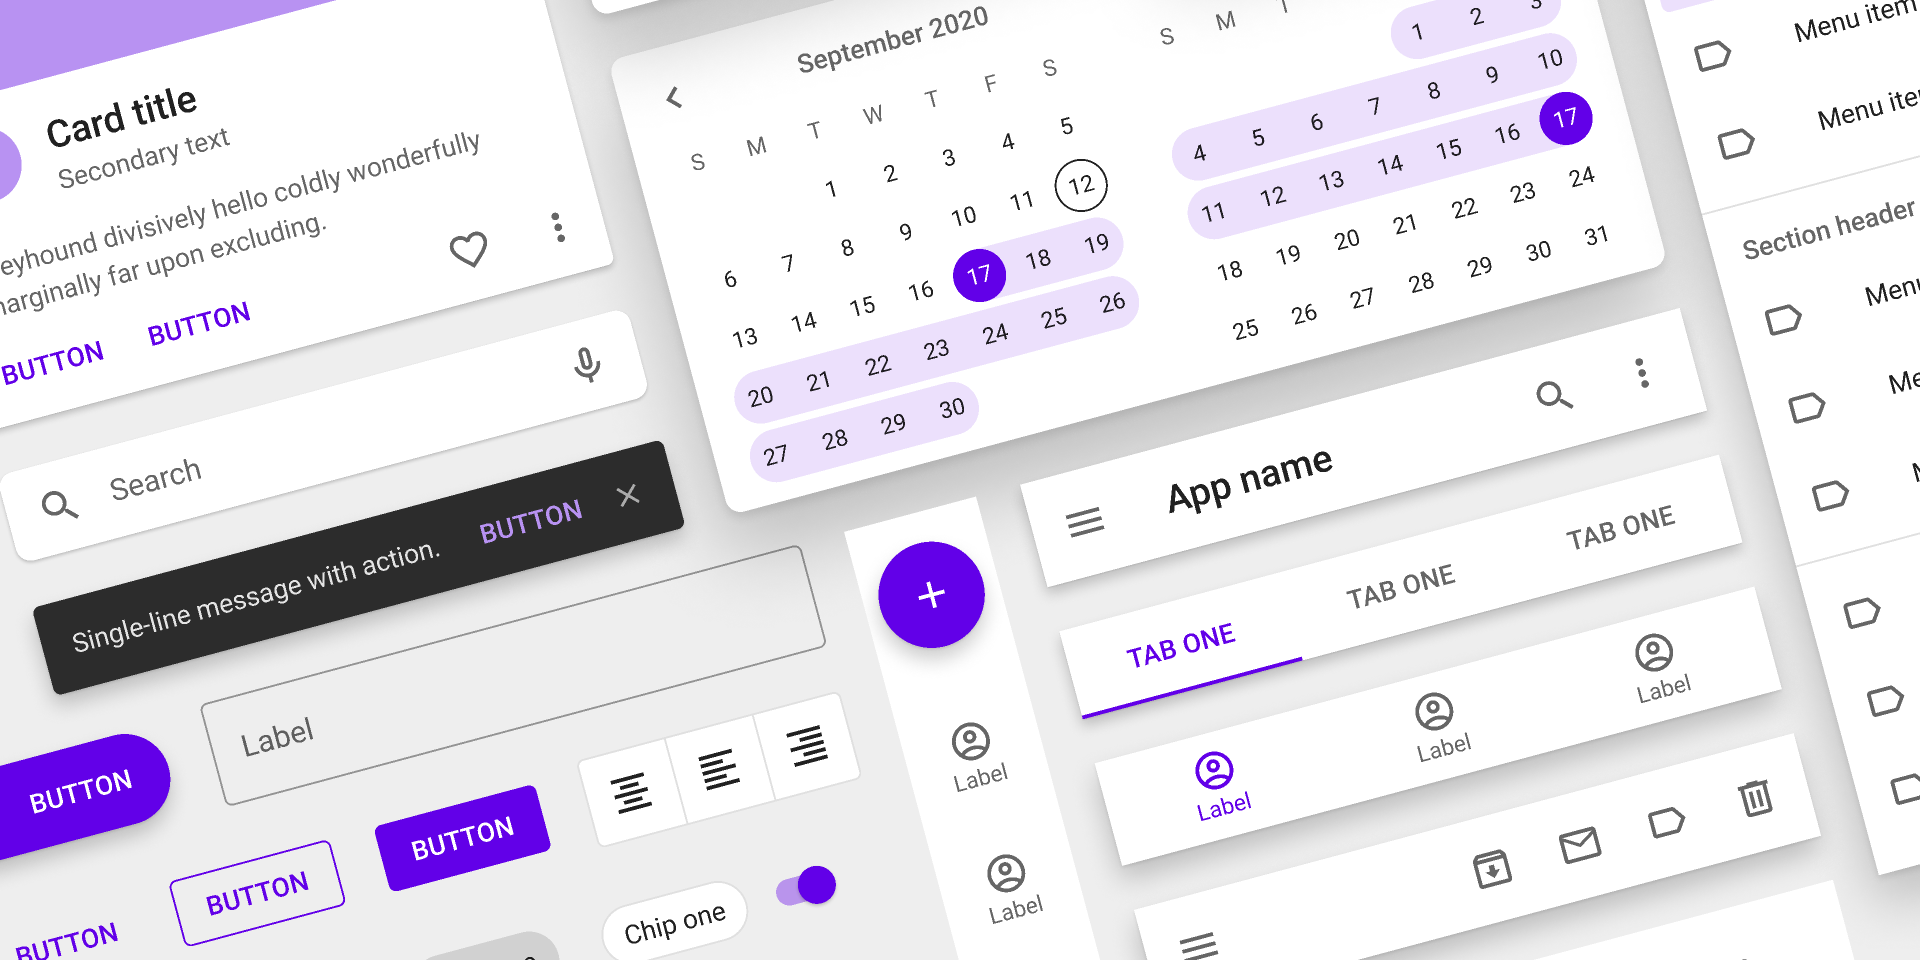 Card title
Secondary text
eyhound divisively hello coldly wonderfully
marginally far upon excluding.
BUTTON
BUTTON
Search
Single-line message with action.
BUTTON
Label
BUTTON
BUTTON
BUTTON
BUTTON
Chip one
September 2020
S M T W T F S
1 2 3 4 5
6 7 8 9 10 11 12
13 14 15 16 17 18 19
20 21 22 23 24 25 26
27 28 29 30
S M T
1 2 3
4 5 6 7 8 9 10
11 12 13 14 15 16 17
18 19 20 21 22 23 24
25 26 27 28 29 30 31
Label
Label
App name
TAB ONE
TAB ONE
TAB ONE
Label
Label
Label
Menu item
Menu item
Section header
Menu
Me